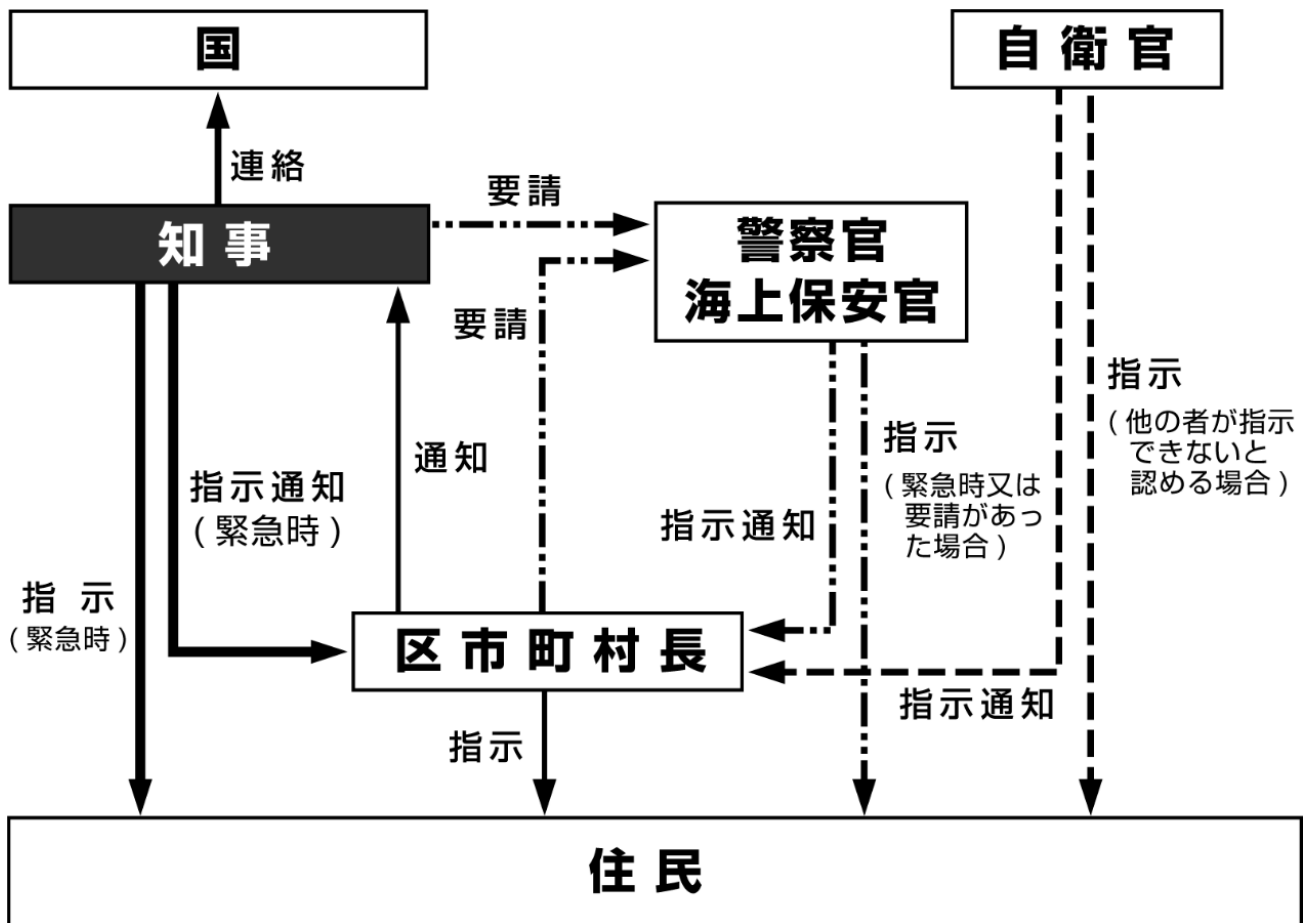 国
自衛官
連絡
知事
要請
警察官
海上保安官
要請
通知
指示通知
(緊急時)
指示
(緊急時)
指示通知
指示
(緊急時又は
要請があっ
た場合)
指示
(他の者が指示
できないと
認める場合)
区市町村長
指示通知
指示
住民